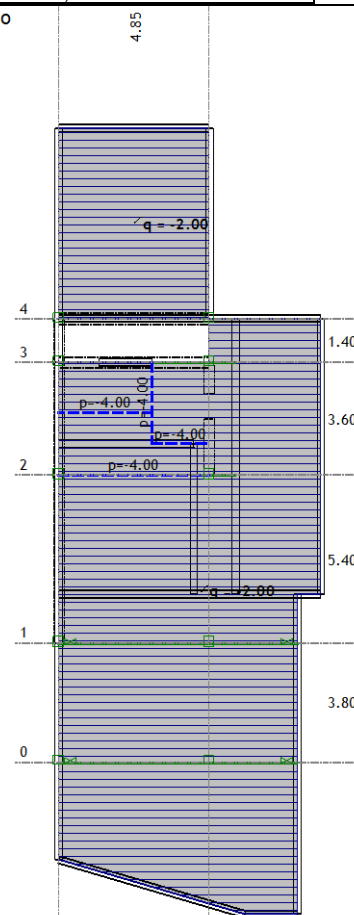 o
4.85
q = -2.00
4
1.40
3
p=-4.00
p=-4.00
3.60
p=-4.00
p=-4.00
2
5.40
q = -2.00
1
3.80
0